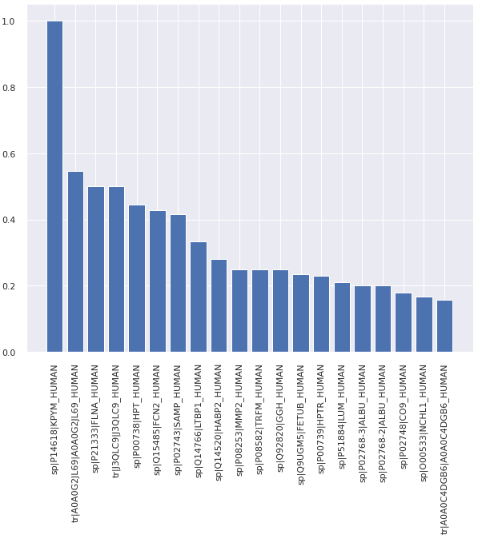 1.0
0.8
0.6
0.4
0.2
0.0
sp|P14618|KPYM_HUMAN
tr|A0A0G2JL69|A0A0G2JL69_HUMAN
sp|P21333|FLNA_HUMAN
tr|J3QLC9|J3QLC9_HUMAN
sp|P00738|HPT_HUMAN
sp|Q15485|FCN2_HUMAN
sp|P02743|SAMP_HUMAN
sp|Q14766|LTBP1_HUMAN
sp|Q14520|HABP2_HUMAN
sp|P08253|MMP2_HUMAN
sp|P08582|TRFM_HUMAN
sp|Q92820|GGH_HUMAN
sp|Q9UGM5|FETUB_HUMAN
sp|P00739|HPTR_HUMAN
sp|P51884|LUM_HUMAN
sp|P02768-3|ALBU_HUMAN
sp|P02768-2|ALBU_HUMAN
sp|P02748|CO9_HUMAN
sp|O00533|NCHL1_HUMAN
tr|A0A0C4DGB6|A0A0C4DGB6_HUMAN